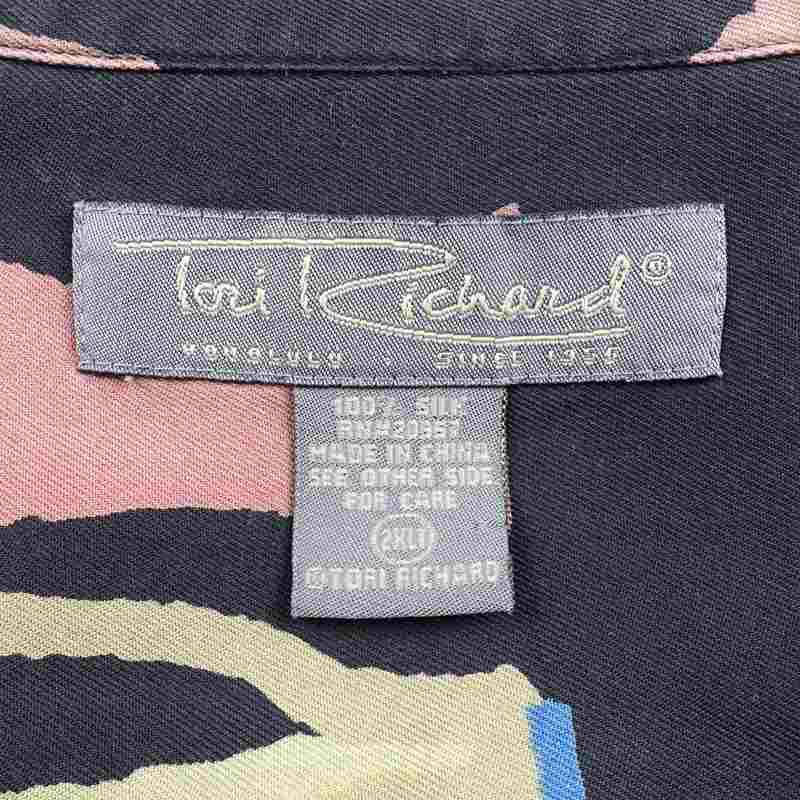 Tori Richard®
HONOLULU · SINCE 1956
100% SILK
RN#20357
MADE IN CHINA
SEE OTHER SIDE
FOR CARE
2XLT
©TORI RICHARD